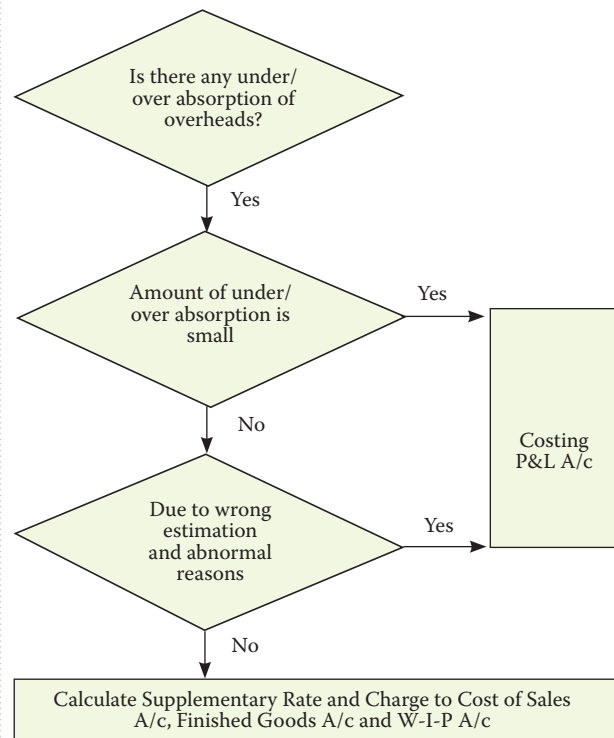 Is there any under/
over absorption of
overheads?
Yes
Amount of under/
over absorption is
small
Yes
No
Costing
P&L A/c
Due to wrong
estimation
and abnormal
reasons
Yes
No
Calculate Supplementary Rate and Charge to Cost of Sales
A/c, Finished Goods A/c and W-I-P A/c